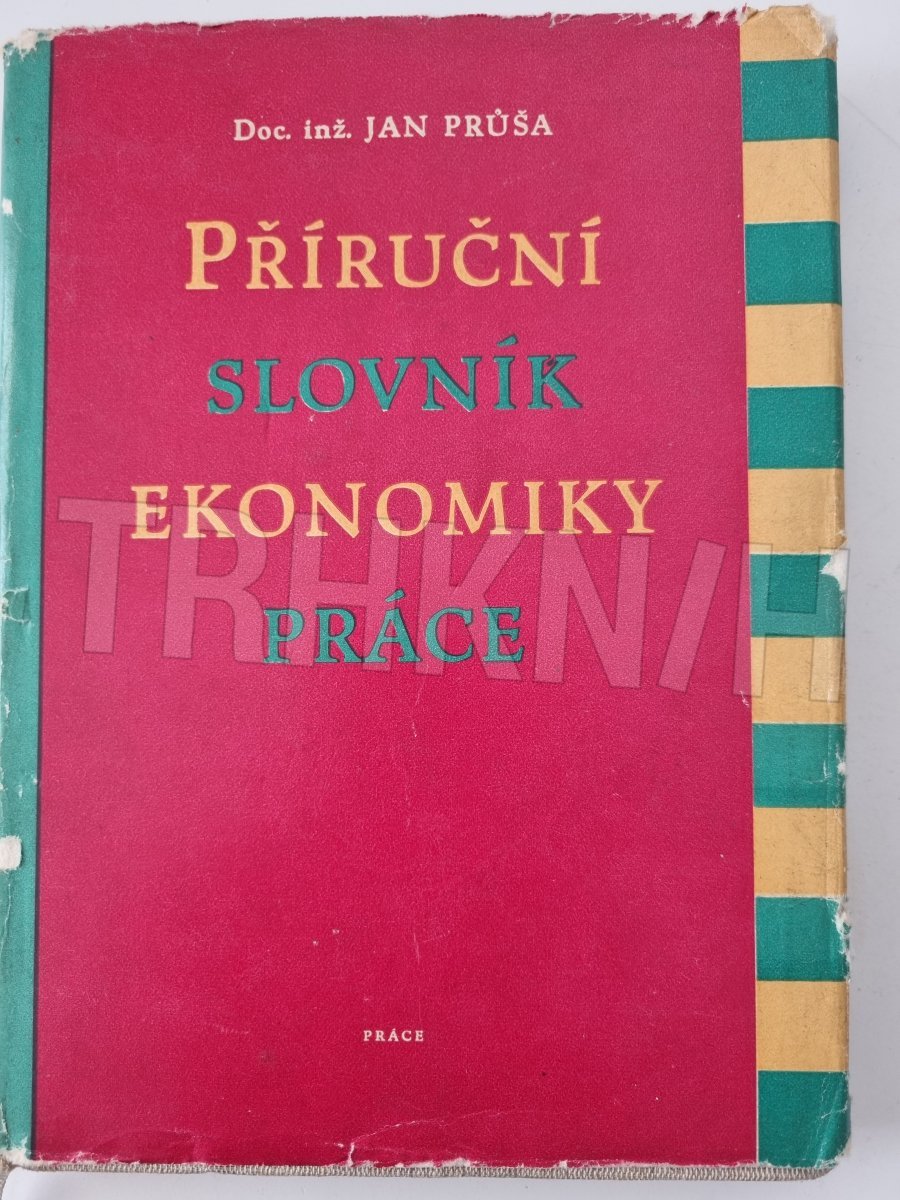 Doc. inž. JAN PRŮŠA
PŘÍRUČNÍ
SLOVNÍK
EKONOMIKY
PRÁCE
TRHKNIH
PRÁCE